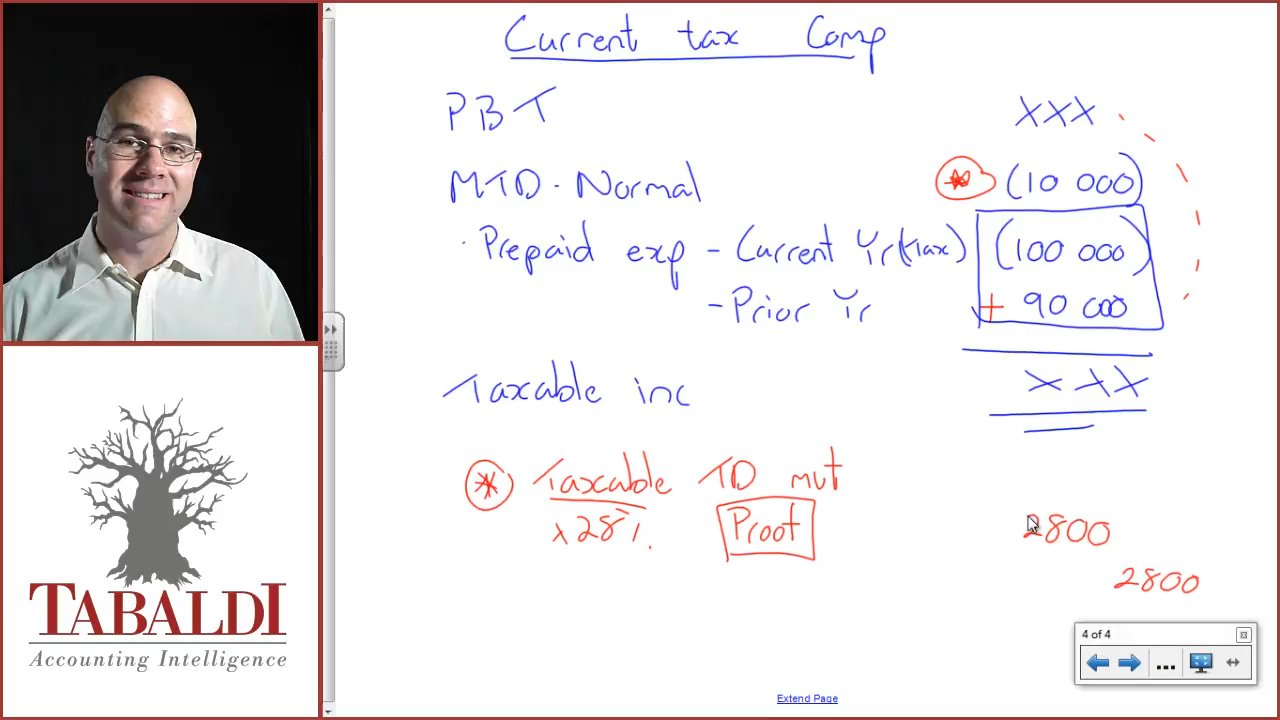 Current tax Comp
PBT XXX
MTD - Normal * (10 000)
· Prepaid exp - Current Yr (tax) (100 000)
- Prior Yr + 90 000
Taxable inc XXX
* Taxable TD mvt
x 28% Proof 2800
2800
TABALDI
Accounting Intelligence
4 of 4
...
Extend Page